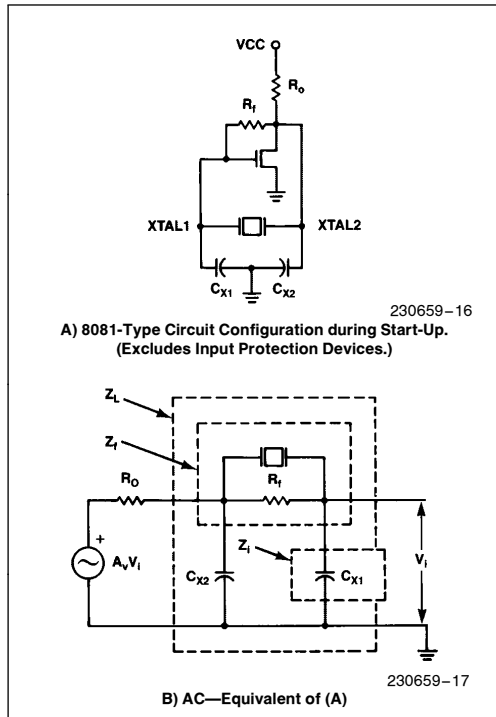 VCC
Ro
Rf
XTAL1 XTAL2
CX1 CX2
230659–16
A) 8081-Type Circuit Configuration during Start-Up.
(Excludes Input Protection Devices.)
ZL
Zf
RO
Rf
Zi
+
AvVi
CX2
CX1
Vi
230659–17
B) AC—Equivalent of (A)